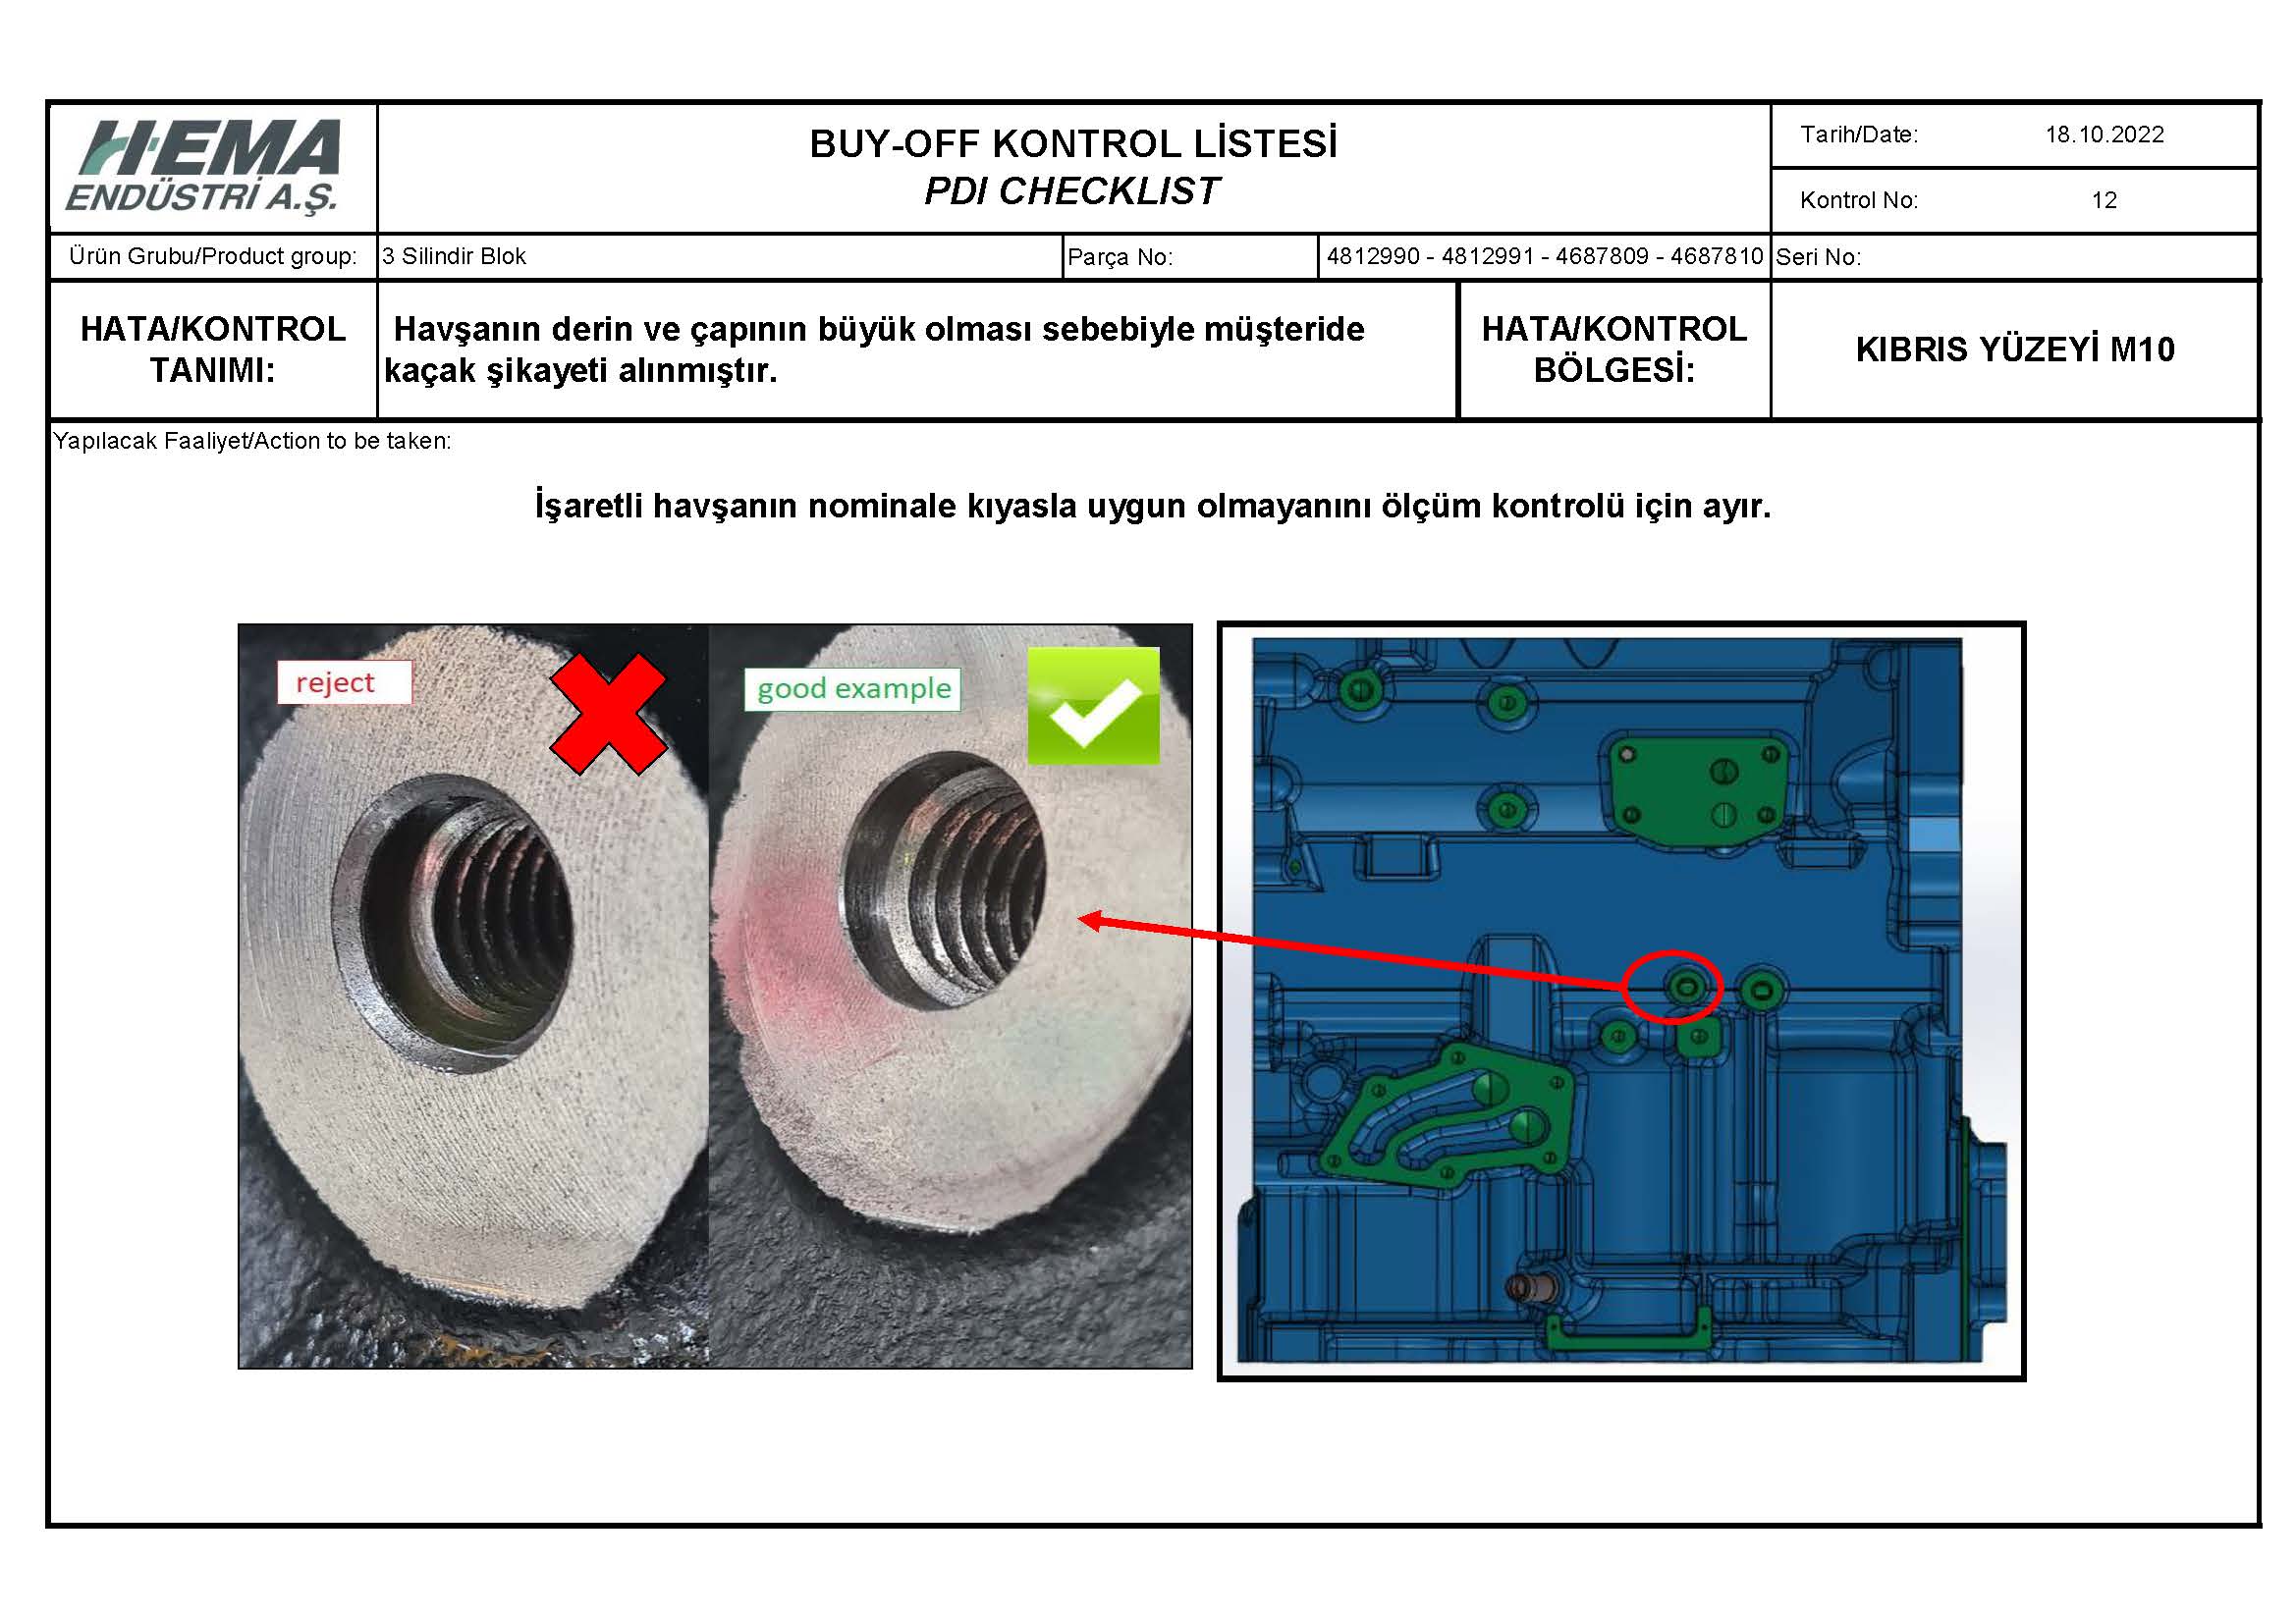 HEMA
ENDÜSTRİ A.Ş.
BUY-OFF KONTROL LİSTESİ
PDI CHECKLIST
Tarih/Date: 18.10.2022
Kontrol No: 12
Ürün Grubu/Product group: 3 Silindir Blok Parça No: 4812990 - 4812991 - 4687809 - 4687810 Seri No:
HATA/KONTROL
TANIMI:
Havşanın derin ve çapının büyük olması sebebiyle müşteride
kaçak şikayeti alınmıştır.
HATA/KONTROL
BÖLGESİ:
KIBRIS YÜZEYİ M10
Yapılacak Faaliyet/Action to be taken:
İşaretli havşanın nominale kıyasla uygun olmayanını ölçüm kontrolü için ayır.
reject
good example